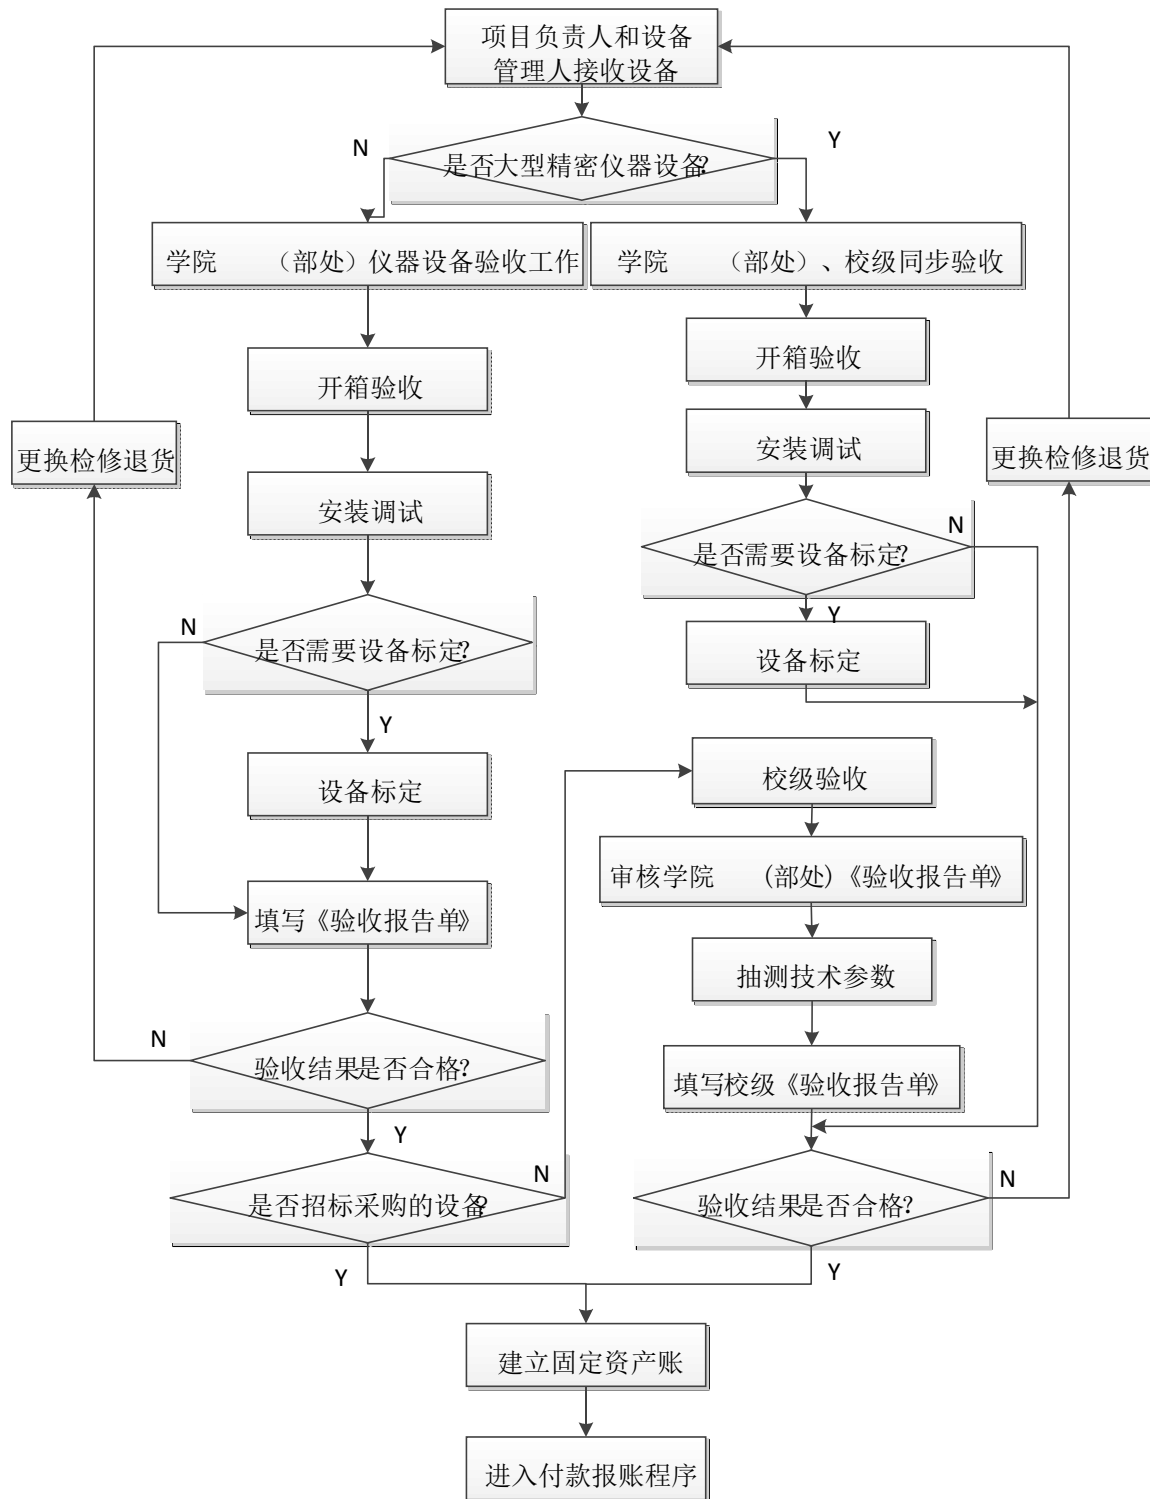 项目负责人和设备
管理人接收设备
N
Y
是否大型精密仪器设备?
学院 （部处）仪器设备验收工作
学院 （部处）、校级同步验收
开箱验收
开箱验收
更换检修退货
安装调试
更换检修退货
安装调试
N
是否需要设备标定?
Y
N
是否需要设备标定?
设备标定
Y
设备标定
校级验收
审核学院 （部处）《验收报告单》
填写《验收报告单》
抽测技术参数
N
验收结果是否合格?
填写校级《验收报告单》
Y
N
是否招标采购的设备?
N
验收结果是否合格?
Y
Y
建立固定资产账
进入付款报账程序